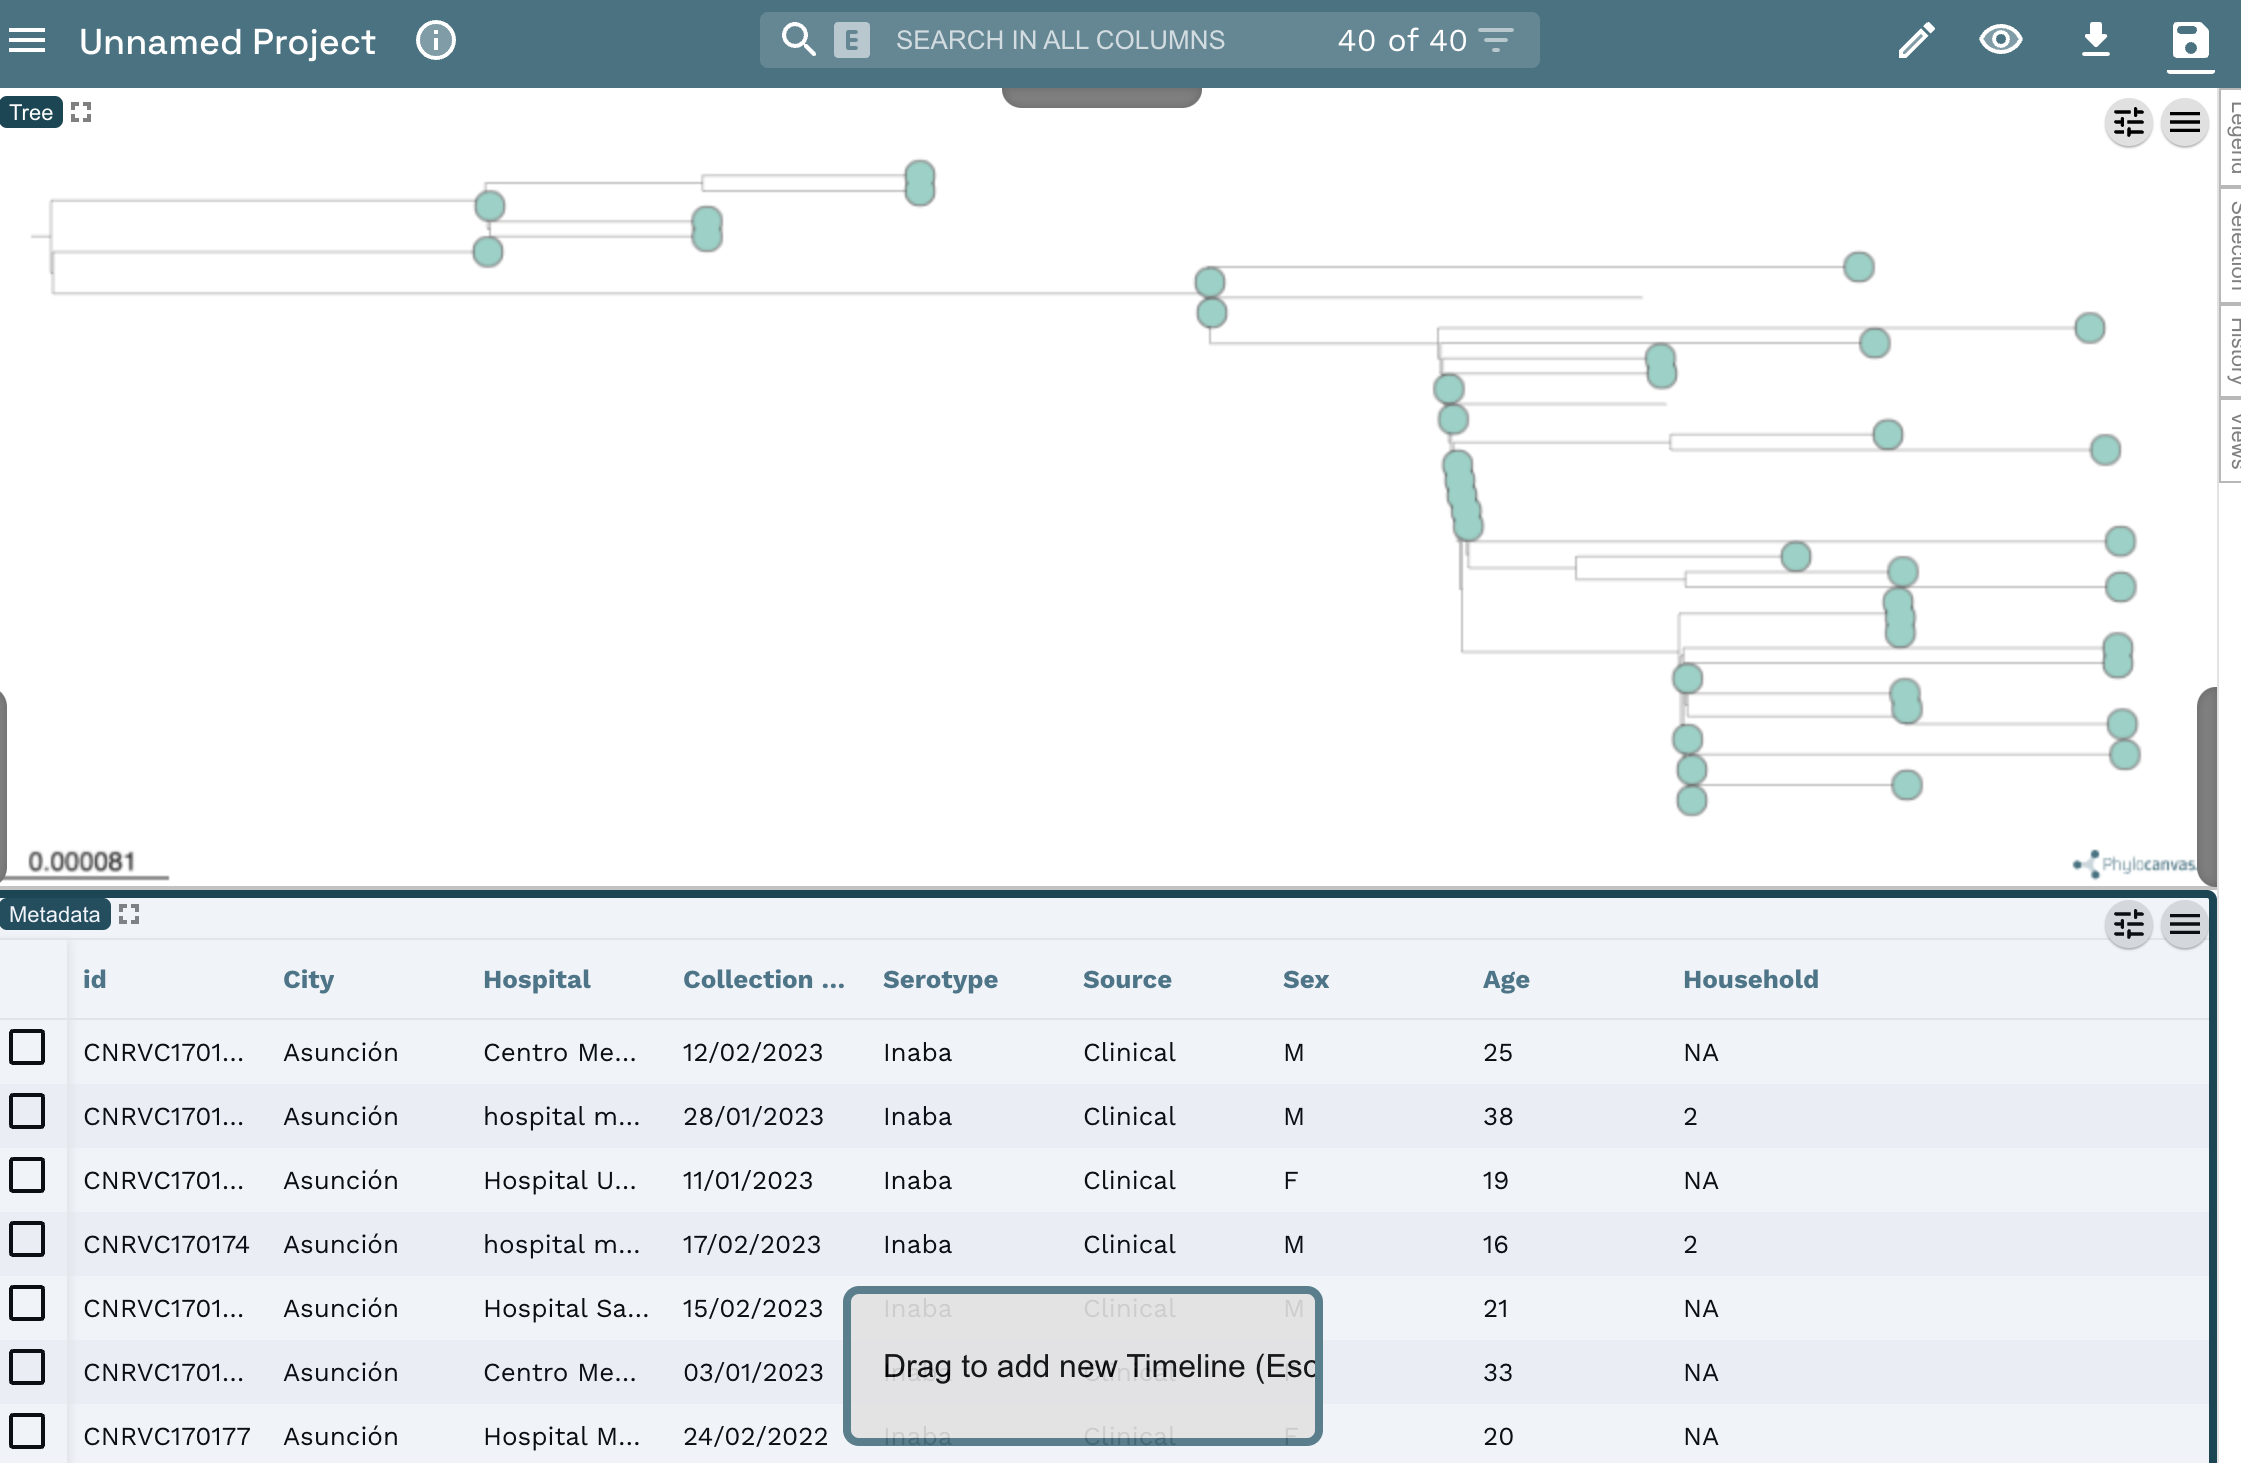 Unnamed Project
E SEARCH IN ALL COLUMNS 40 of 40
Tree
Legend
Selection
History
Views
0.000081
Phylocanvas
Metadata
id City Hospital Collection ... Serotype Source Sex Age Household
CNRVC1701... Asunción Centro Me... 12/02/2023 Inaba Clinical M 25 NA
CNRVC1701... Asunción hospital m... 28/01/2023 Inaba Clinical M 38 2
CNRVC1701... Asunción Hospital U... 11/01/2023 Inaba Clinical F 19 NA
CNRVC170174 Asunción hospital m... 17/02/2023 Inaba Clinical M 16 2
CNRVC1701... Asunción Hospital Sa... 15/02/2023 Inaba Clinical M 21 NA
CNRVC1701... Asunción Centro Me... 03/01/2023 33 NA
Drag to add new Timeline (Esc
CNRVC170177 Asunción Hospital M... 24/02/2022 Inaba Clinical F 20 NA